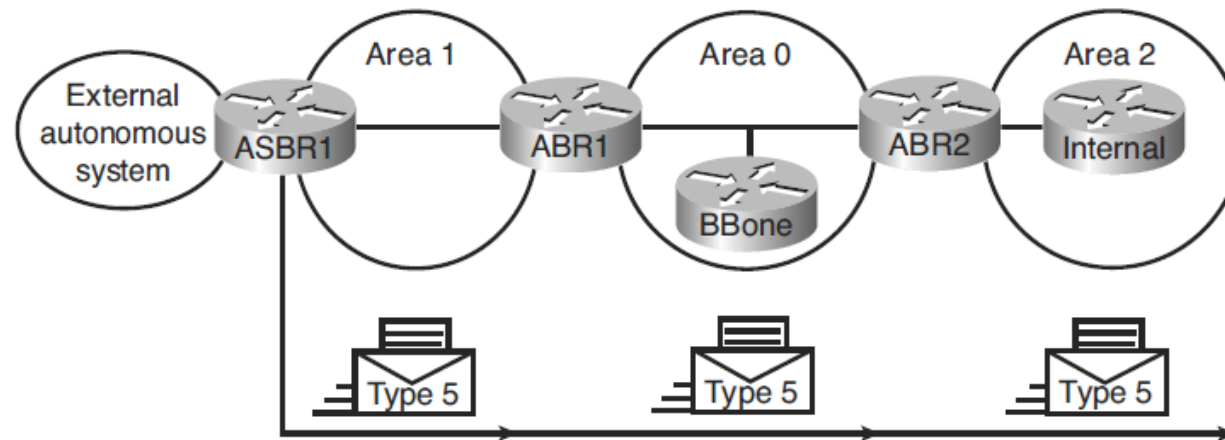 External
autonomous
system
ASBR1
Area 1
ABR1
Area 0
BBone
ABR2
Area 2
Internal
Type 5
Type 5
Type 5